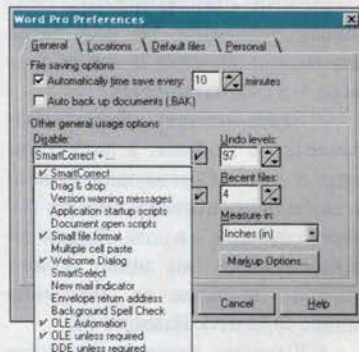 Word Pro Preferences
General \ Locations \ Default files \ Personal \
File saving options
Automatically time save every: 10 minutes
Auto back up documents (.BAK)
Other general usage options
Disable:
SmartCorrect + ...
SmartCorrect
Drag & drop
Version warning messages
Application startup scripts
Document open scripts
Small file format
Multiple cell paste
Welcome Dialog
SmartSelect
New mail indicator
Envelope return address
Background Spell Check
OLE Automation
OLE unless required
DDE unless required
Undo levels:
97
Recent files:
4
Measure in:
Inches (in)
Markup Options...
Cancel
Help